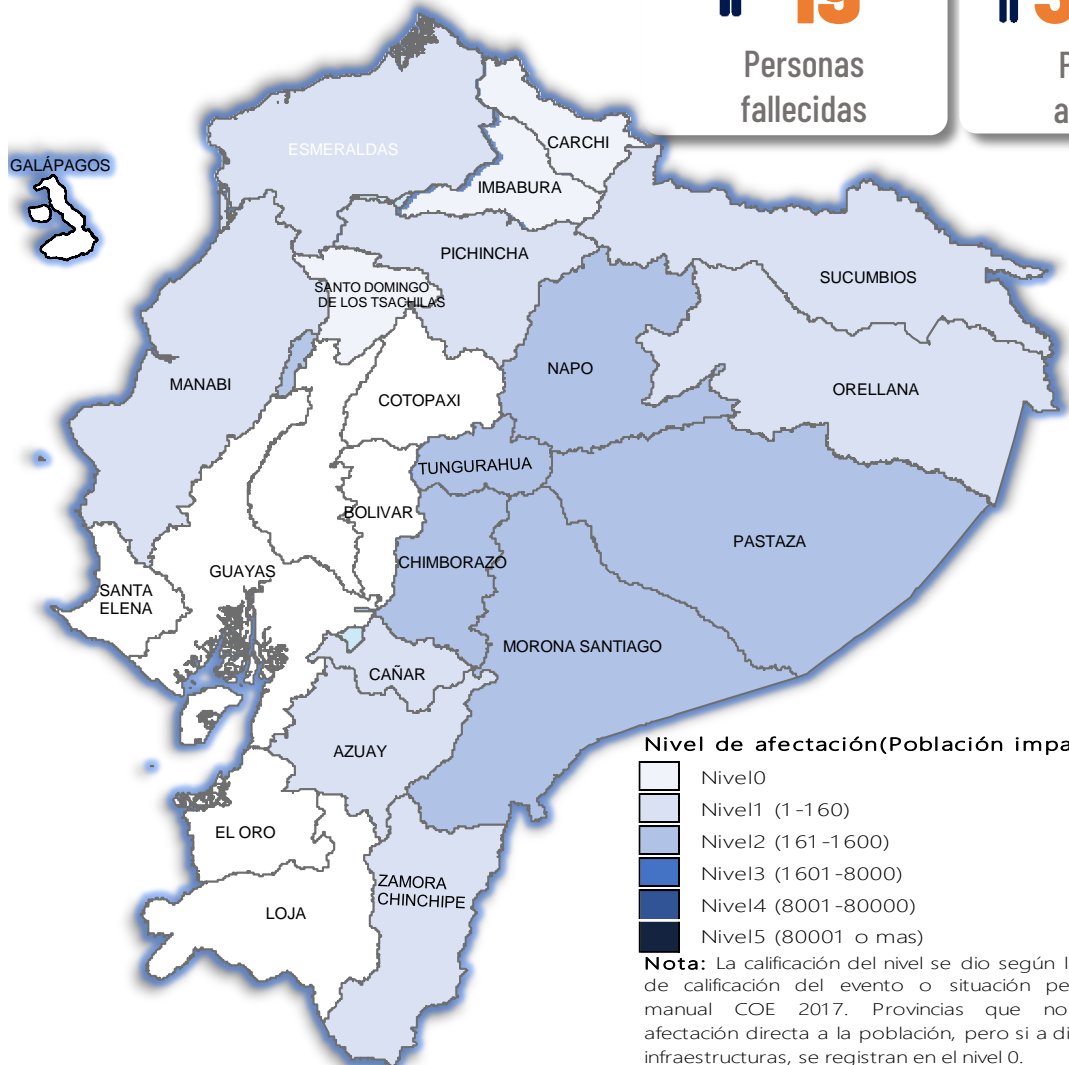 19
Personas
fallecidas
GALÁPAGOS
ESMERALDAS
CARCHI
IMBABURA
PICHINCHA
SANTO DOMINGO
DE LOS TSACHILAS
SUCUMBIOS
MANABI
NAPO
ORELLANA
COTOPAXI
TUNGURAHUA
BOLIVAR
PASTAZA
CHIMBORAZO
GUAYAS
SANTA
ELENA
MORONA SANTIAGO
CAÑAR
AZUAY
EL ORO
ZAMORA
CHINCHIPE
LOJA
Nivel de afectación(Población
Nivel0
Nivel1 (1-160)
Nivel2 (161-1600)
Nivel3 (1601-8000)
Nivel4 (8001-80000)
Nivel5 (80001 o mas)
Nota: La calificación del nivel se dio según
de calificación del evento o situación
manual COE 2017. Provincias que no
afectación directa a la población, pero si a
infraestructuras, se registran en el nivel 0.